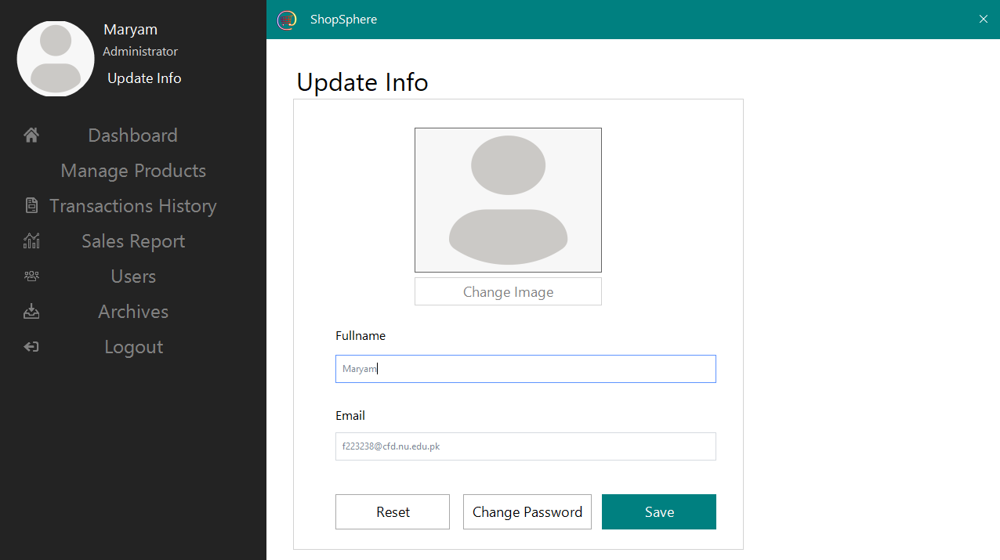 Maryam
Administrator
Update Info
Dashboard
Manage Products
Transactions History
Sales Report
Users
Archives
Logout
ShopSphere
Update Info
Change Image
Fullname
Maryam
Email
f223238@cfd.nu.edu.pk
Reset
Change Password
Save